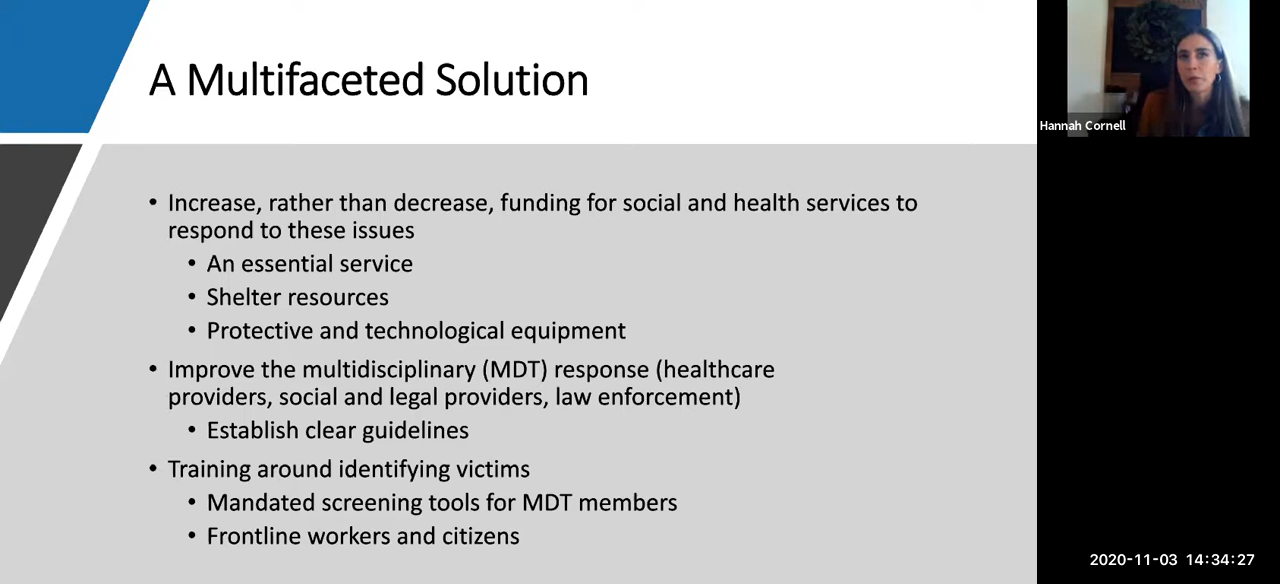 A Multifaceted Solution
• Increase, rather than decrease, funding for social and health services to
respond to these issues
• An essential service
• Shelter resources
• Protective and technological equipment
• Improve the multidisciplinary (MDT) response (healthcare
providers, social and legal providers, law enforcement)
• Establish clear guidelines
• Training around identifying victims
• Mandated screening tools for MDT members
• Frontline workers and citizens
Hannah Cornell
2020-11-03 14:34:27